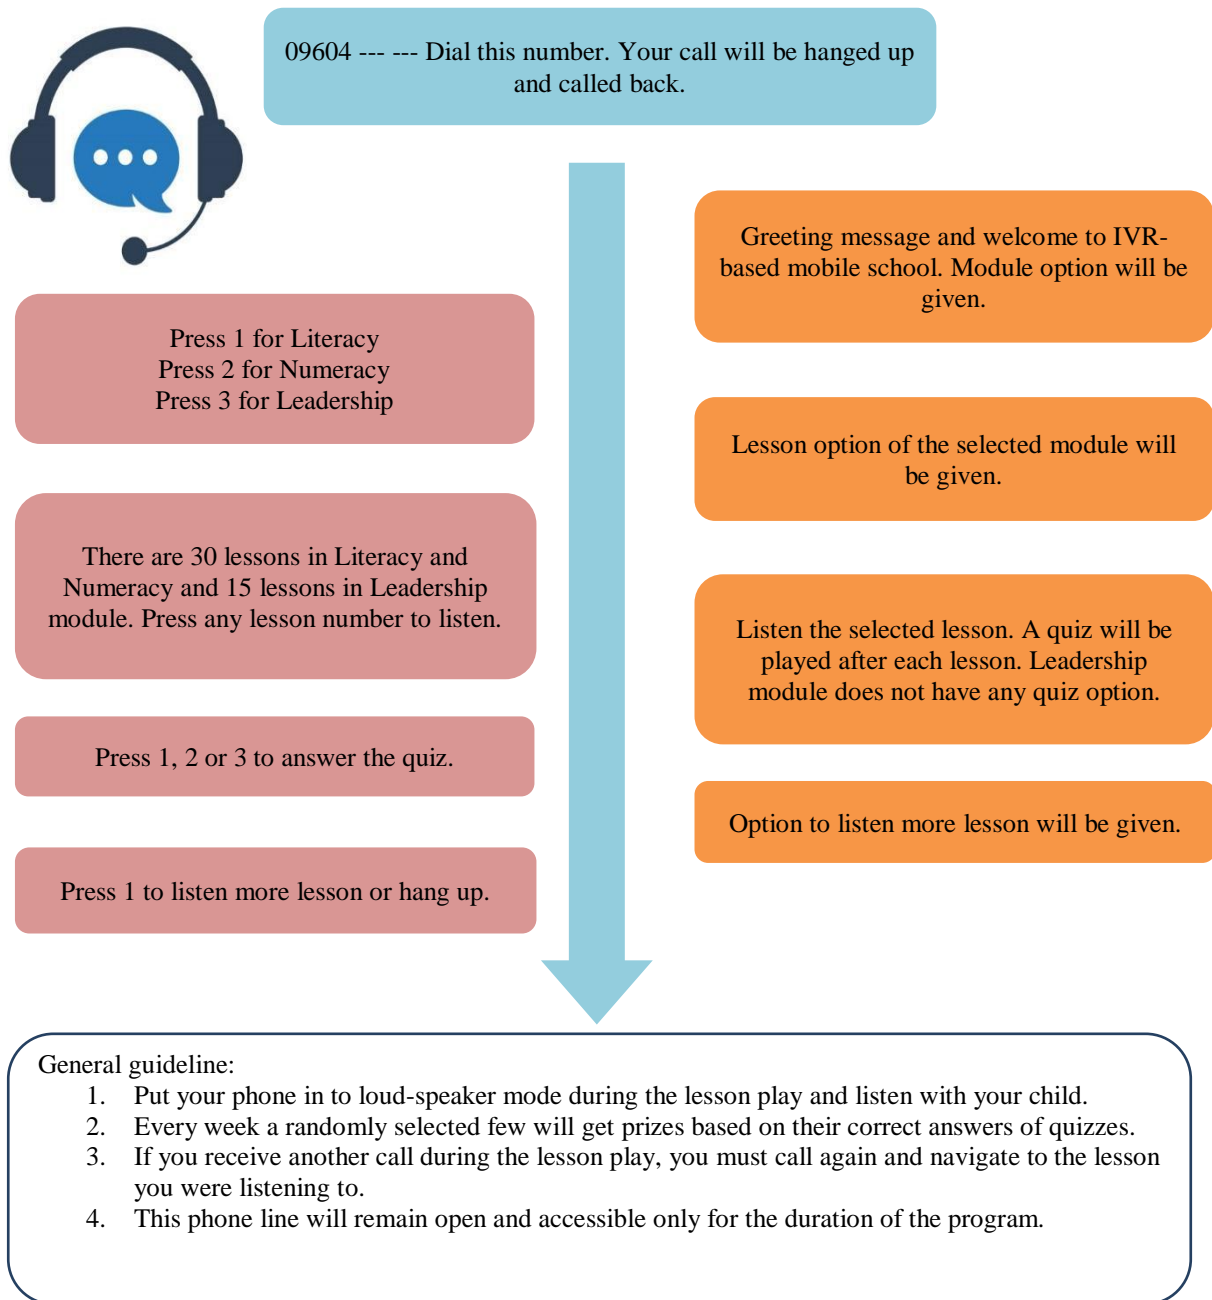 09604 --- --- Dial this number. Your call will be hanged up
and called back.
Greeting message and welcome to IVR-
based mobile school. Module option will be
given.
Press 1 for Literacy
Press 2 for Numeracy
Press 3 for Leadership
Lesson option of the selected module will
be given.
There are 30 lessons in Literacy and
Numeracy and 15 lessons in Leadership
module. Press any lesson number to listen.
Listen the selected lesson. A quiz will be
played after each lesson. Leadership
module does not have any quiz option.
Press 1, 2 or 3 to answer the quiz.
Option to listen more lesson will be given.
Press 1 to listen more lesson or hang up.
General guideline:
1. Put your phone in to loud-speaker mode during the lesson play and listen with your child.
2. Every week a randomly selected few will get prizes based on their correct answers of quizzes.
3. If you receive another call during the lesson play, you must call again and navigate to the lesson
you were listening to.
4. This phone line will remain open and accessible only for the duration of the program.